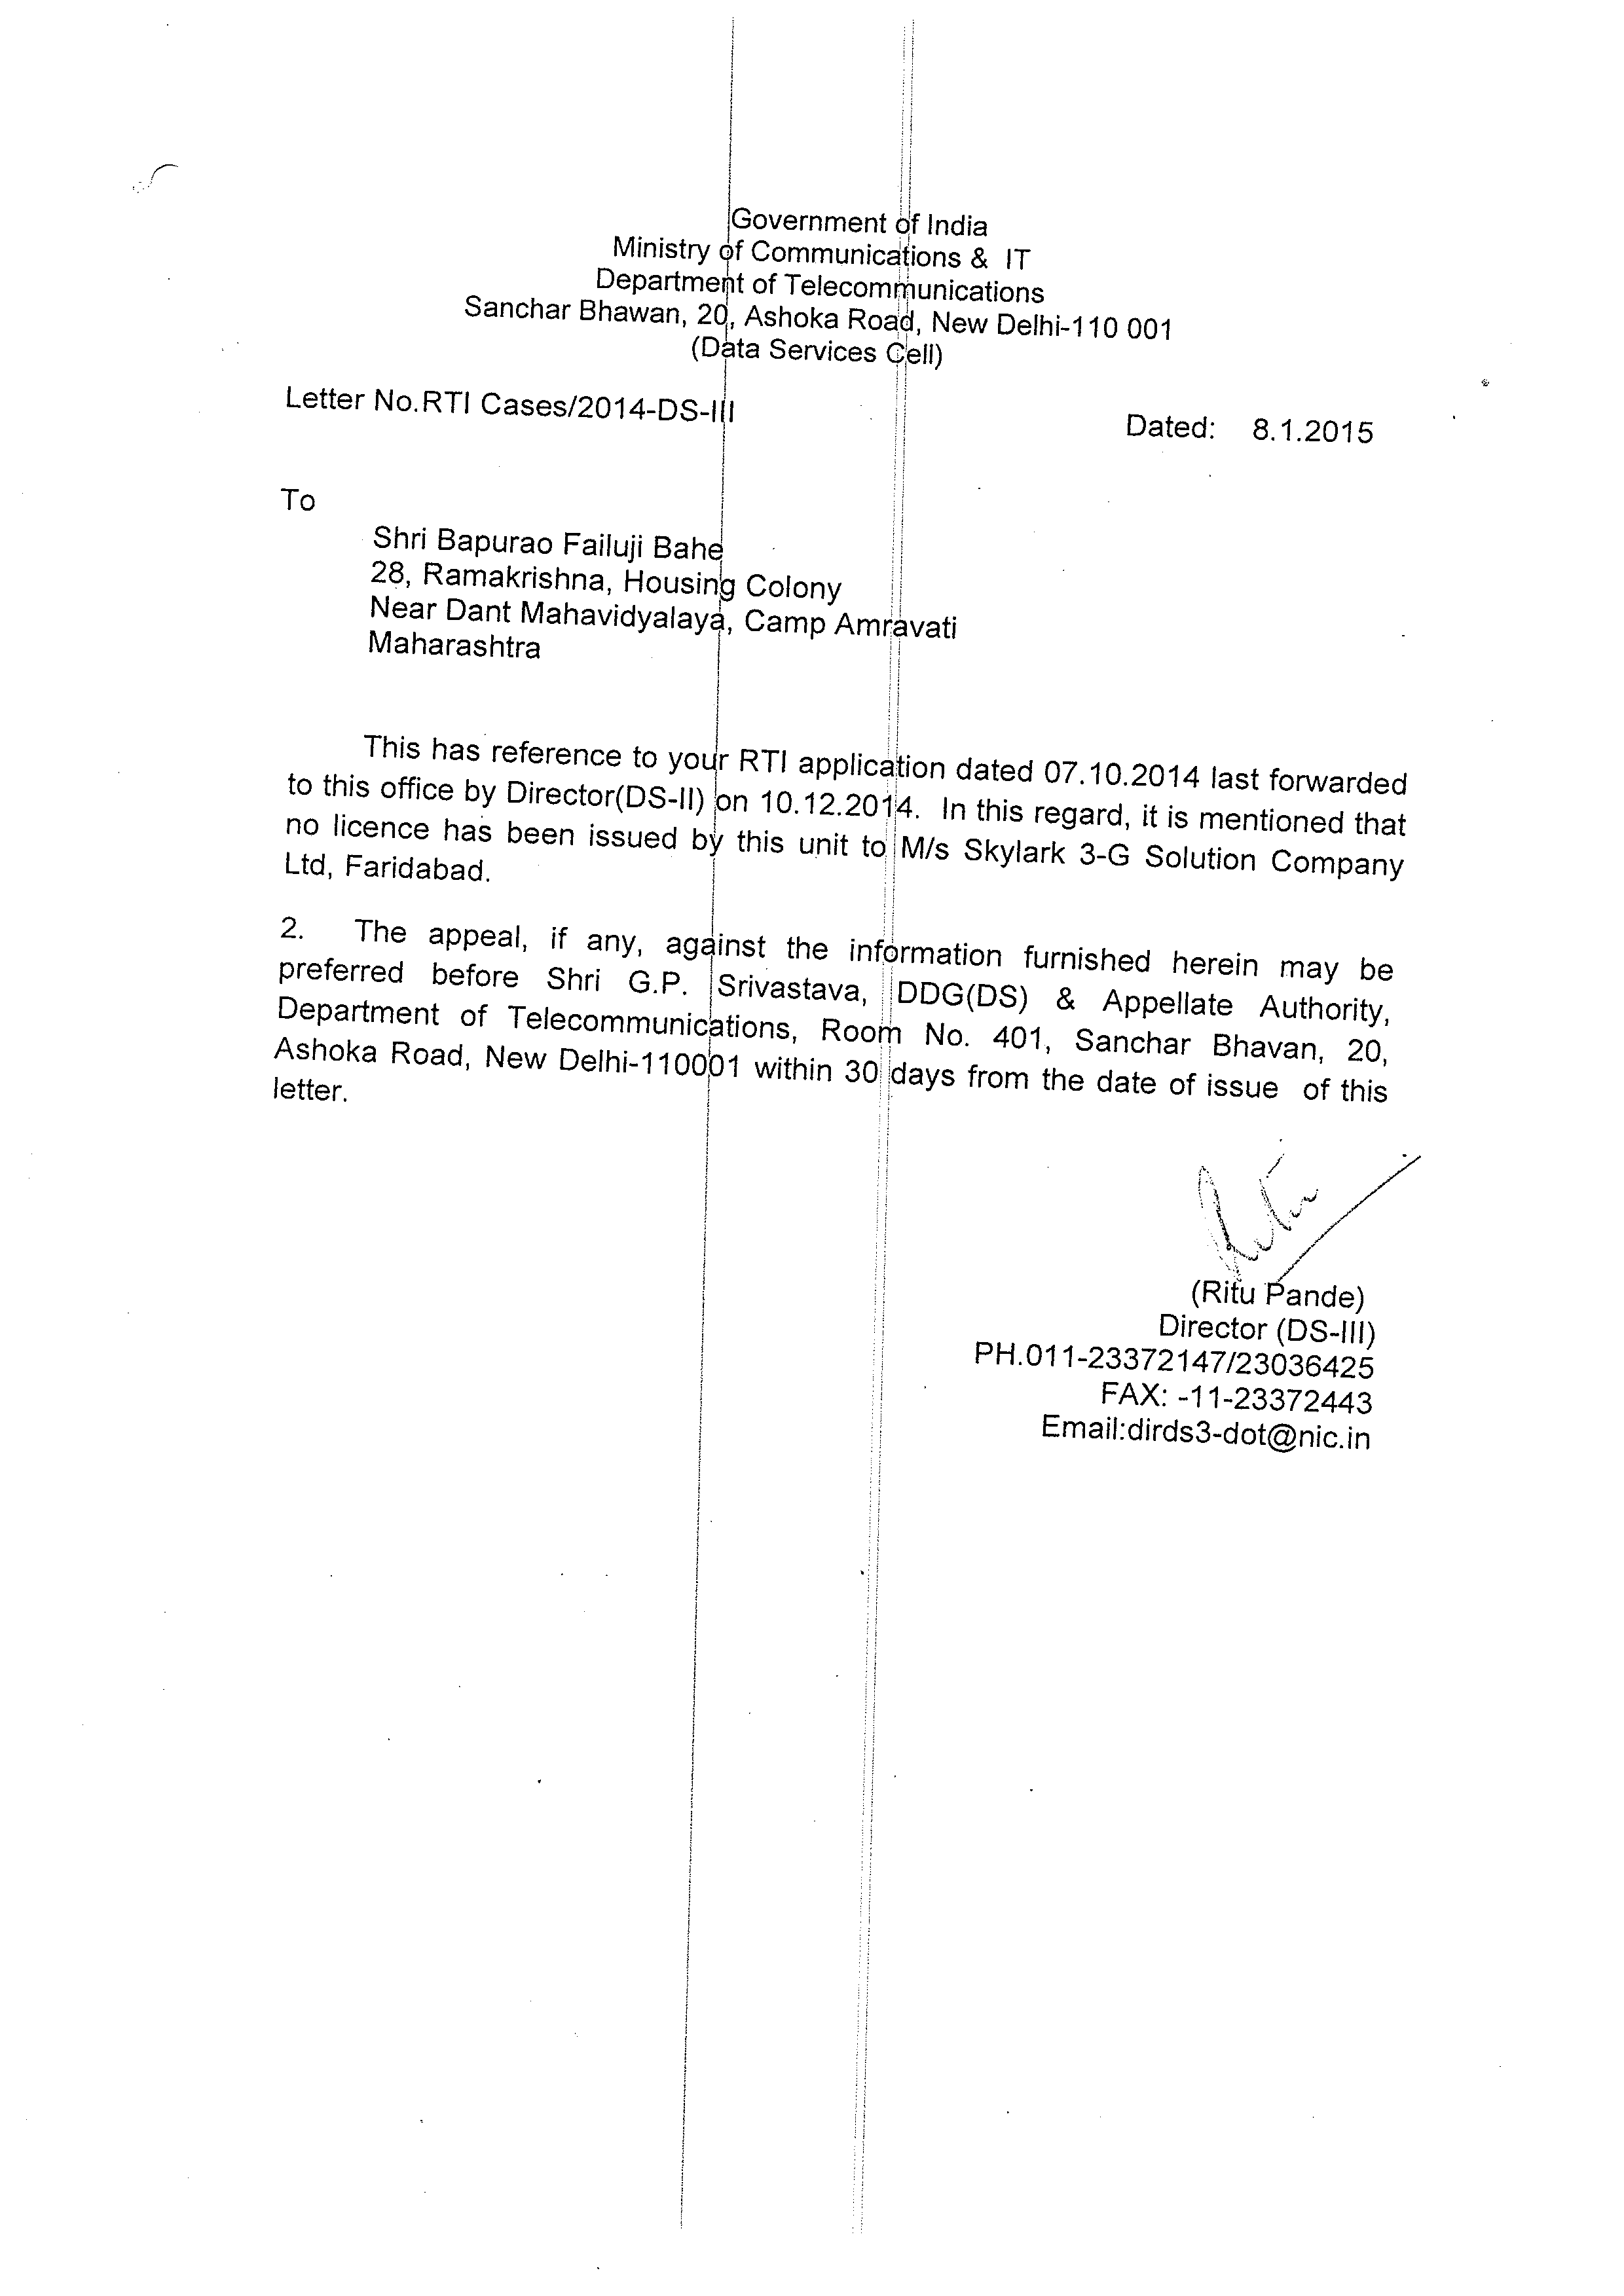 Government of India
Ministry of Communications & IT
Department of Telecommunications
Sanchar Bhawan, 20, Ashoka Road, New Delhi-110 001
(Data Services Cell)
Letter No.RTI Cases/2014-DS-III
Dated: 8.1.2015
To
Shri Bapurao Failuji Bahe
28, Ramakrishna, Housing Colony
Near Dant Mahavidyalaya, Camp Amravati
Maharashtra
This has reference to your RTI application dated 07.10.2014 last forwarded
to this office by Director(DS-II) on 10.12.2014. In this regard, it is mentioned that
no licence has been issued by this unit to M/s Skylark 3-G Solution Company
Ltd, Faridabad.
2. The appeal, if any, against the information furnished herein may be
preferred before Shri G.P. Srivastava, DDG(DS) & Appellate Authority,
Department of Telecommunications, Room No. 401, Sanchar Bhavan, 20,
Ashoka Road, New Delhi-110001 within 30 days from the date of issue of this
letter.
Ritu
(Ritu Pande)
Director (DS-III)
PH.011-23372147/23036425
FAX: -11-23372443
Email:dirds3-dot@nic.in